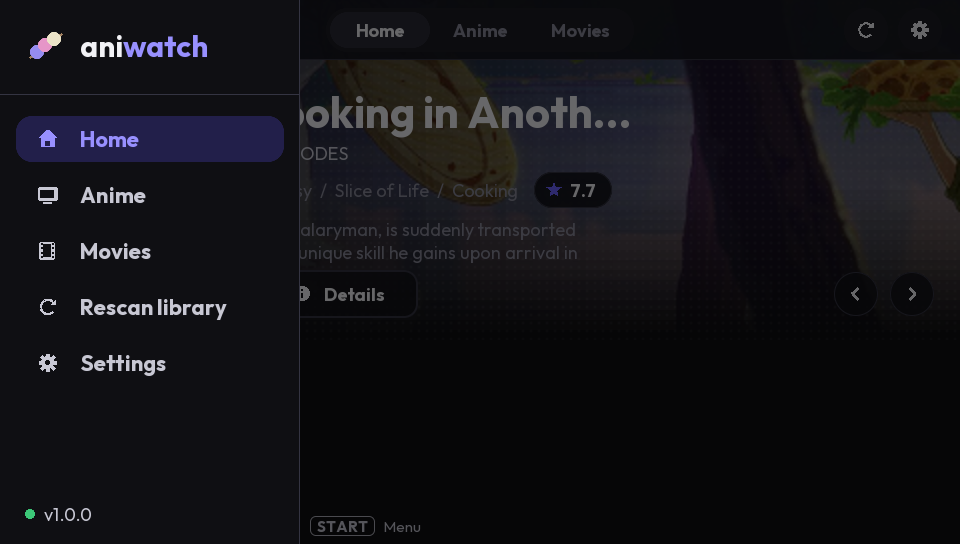 aniwatch
Home
Anime
Movies
Rescan library
Settings
v1.0.0
Home Anime Movies
ooking in Anoth...
ODES
sy / Slice of Life / Cooking 7.7
alaryman, is suddenly transported
unique skill he gains upon arrival in
Details
START Menu